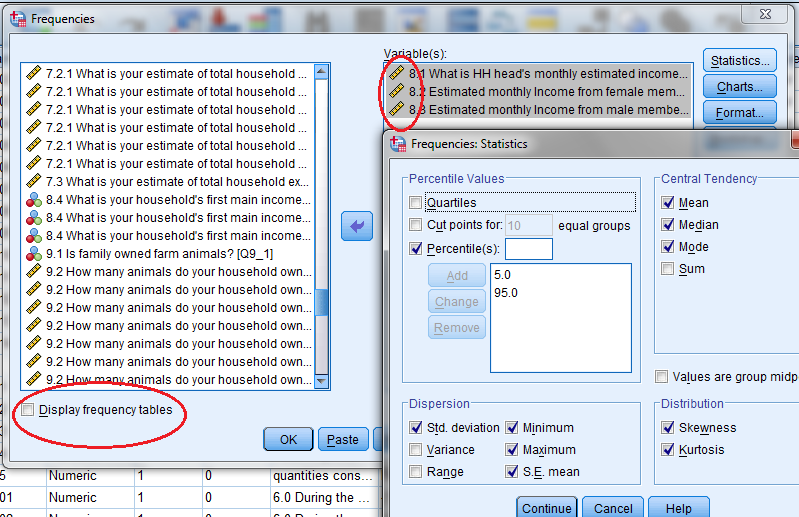 Frequencies
Variable(s):
7.2.1 What is your estimate of total household ...
7.2.1 What is your estimate of total household ...
7.2.1 What is your estimate of total household ...
7.2.1 What is your estimate of total household ...
7.2.1 What is your estimate of total household ...
7.2.1 What is your estimate of total household ...
7.3 What is your estimate of total household ex...
8.4 What is your household's first main income...
8.4 What is your household's first main income...
8.4 What is your household's first main income...
9.1 Is family owned farm animals? [Q9_1]
9.2 How many animals do your household own...
9.2 How many animals do your household own...
9.2 How many animals do your household own...
9.2 How many animals do your household own...
9.2 How many animals do your household own...
9.2 How many animals do your household own...
9.2 How many animals do your household own...
8.1 What is HH head's monthly estimated income...
8.2 Estimated monthly Income from female mem...
8.3 Estimated monthly Income from male membe...
Statistics...
Charts...
Format...
Display frequency tables
OK
Paste
Frequencies: Statistics
Percentile Values
Quartiles
Cut points for: 10 equal groups
Percentile(s):
Add
Change
Remove
5.0
95.0
Central Tendency
Mean
Median
Mode
Sum
Values are group midp
Dispersion
Std. deviation
Minimum
Variance
Maximum
Range
S.E. mean
Distribution
Skewness
Kurtosis
Continue
Cancel
Help
5 Numeric 1 0 quantities cons...
01 Numeric 1 0 6.0 During the ...